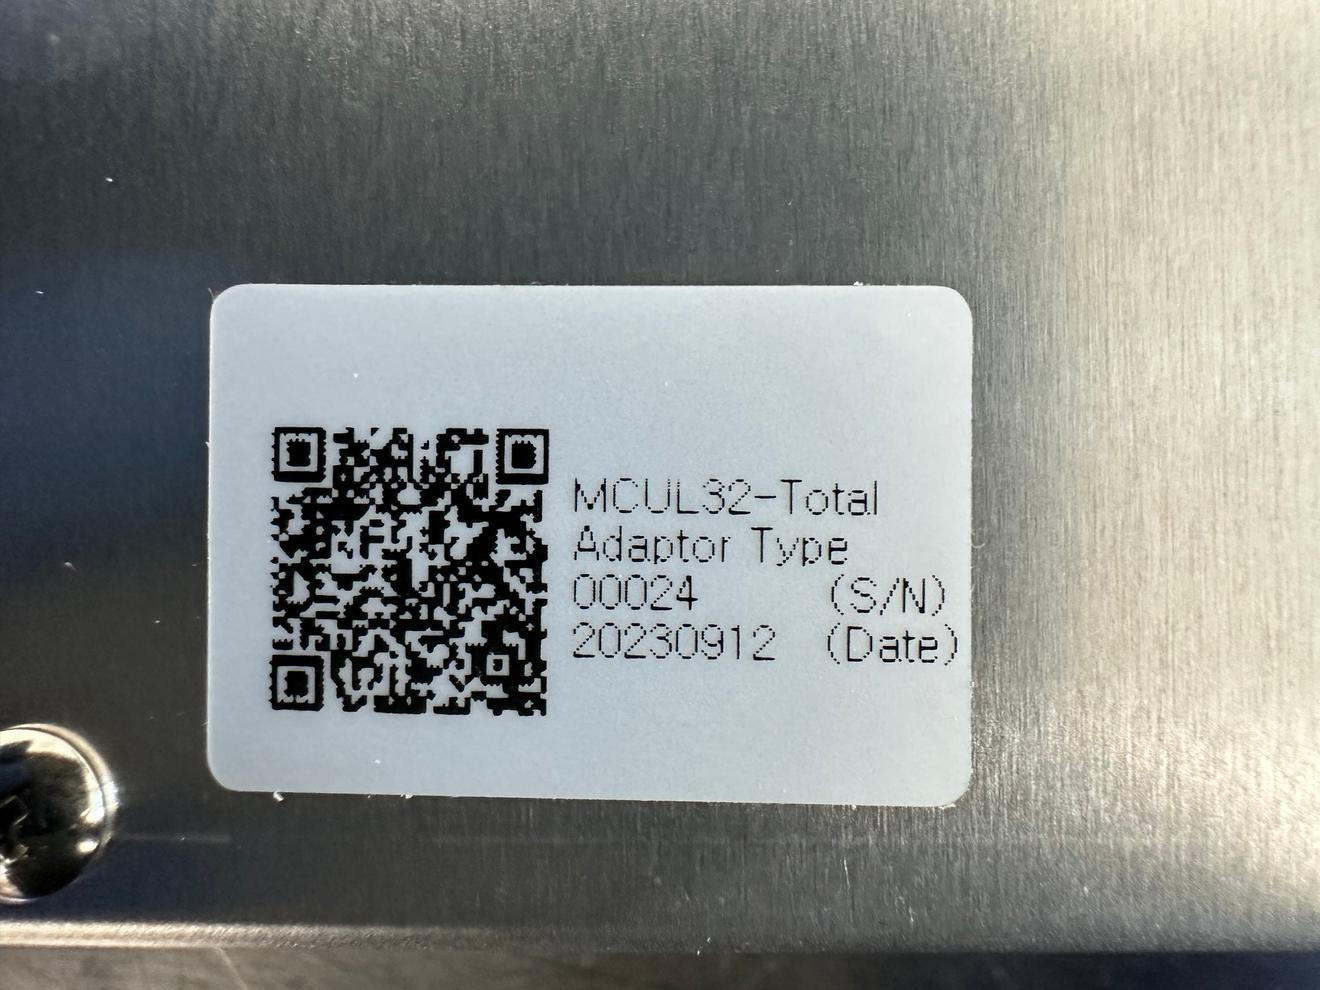 MCUL32-Total
Adaptor Type
00024 (S/N)
20230912 (Date)